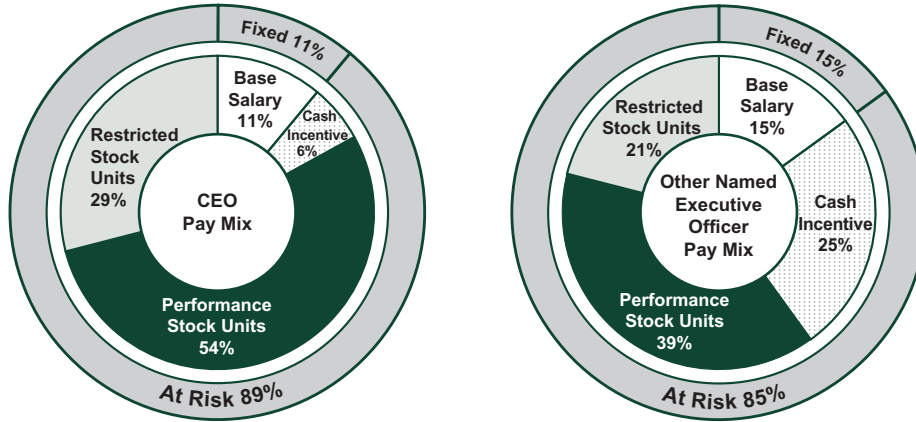 Fixed 11%
Base
Salary
11%
Cash
Incentive
6%
Restricted
Stock
Units
29%
CEO
Pay Mix
Performance
Stock Units
54%
At Risk 89%
Fixed 15%
Base
Salary
15%
Restricted
Stock Units
21%
Other Named
Executive
Officer
Pay Mix
Cash
Incentive
25%
Performance
Stock Units
39%
At Risk 85%